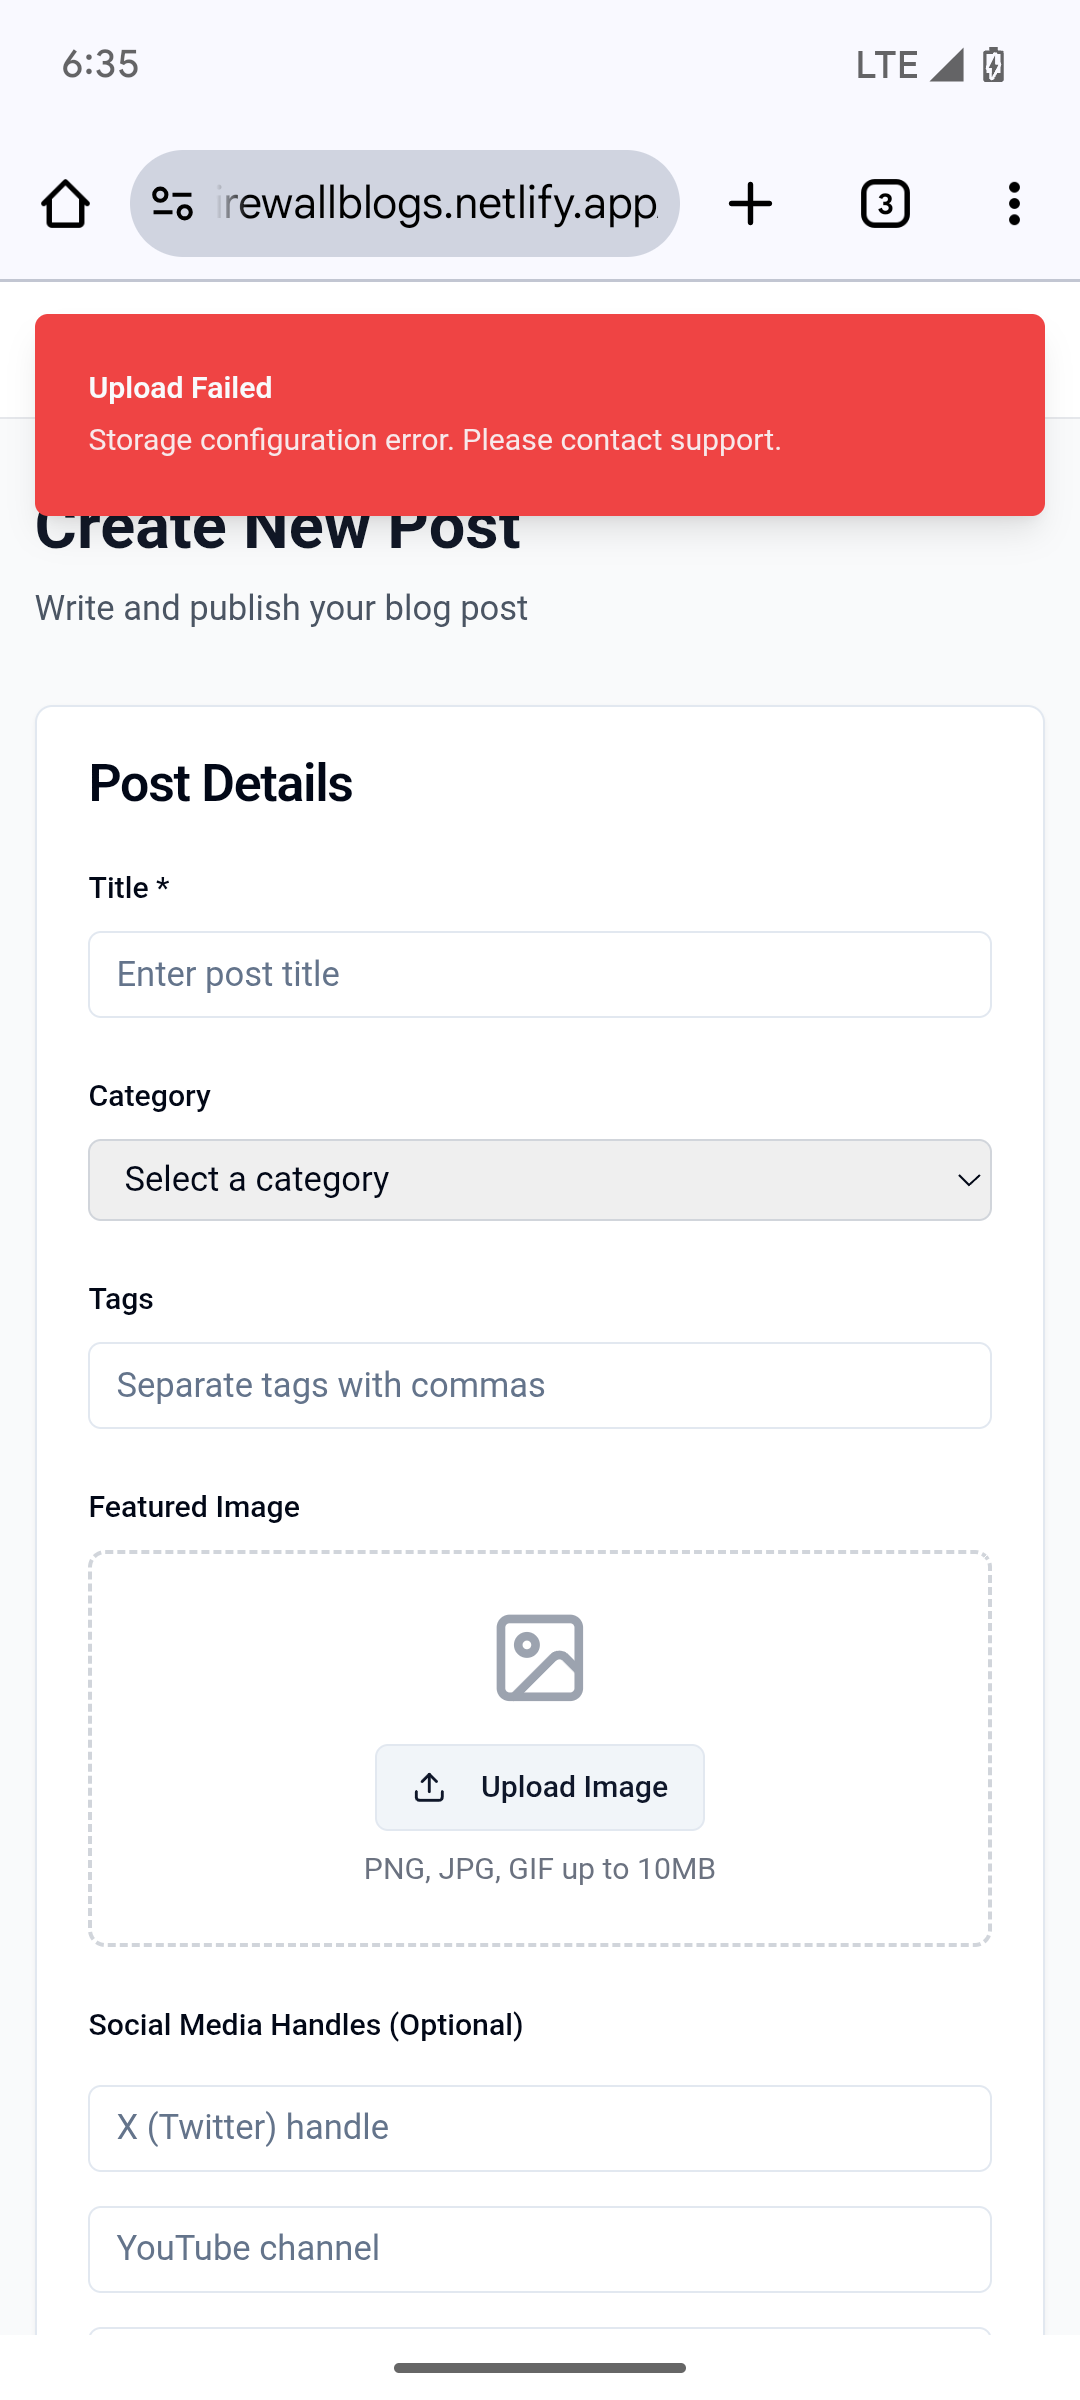 6:35
LTE
irewallblogs.netlify.app
3
Upload Failed
Storage configuration error. Please contact support.
Create New Post
Write and publish your blog post
Post Details
Title *
Enter post title
Category
Select a category
Tags
Separate tags with commas
Featured Image
Upload Image
PNG, JPG, GIF up to 10MB
Social Media Handles (Optional)
X (Twitter) handle
YouTube channel